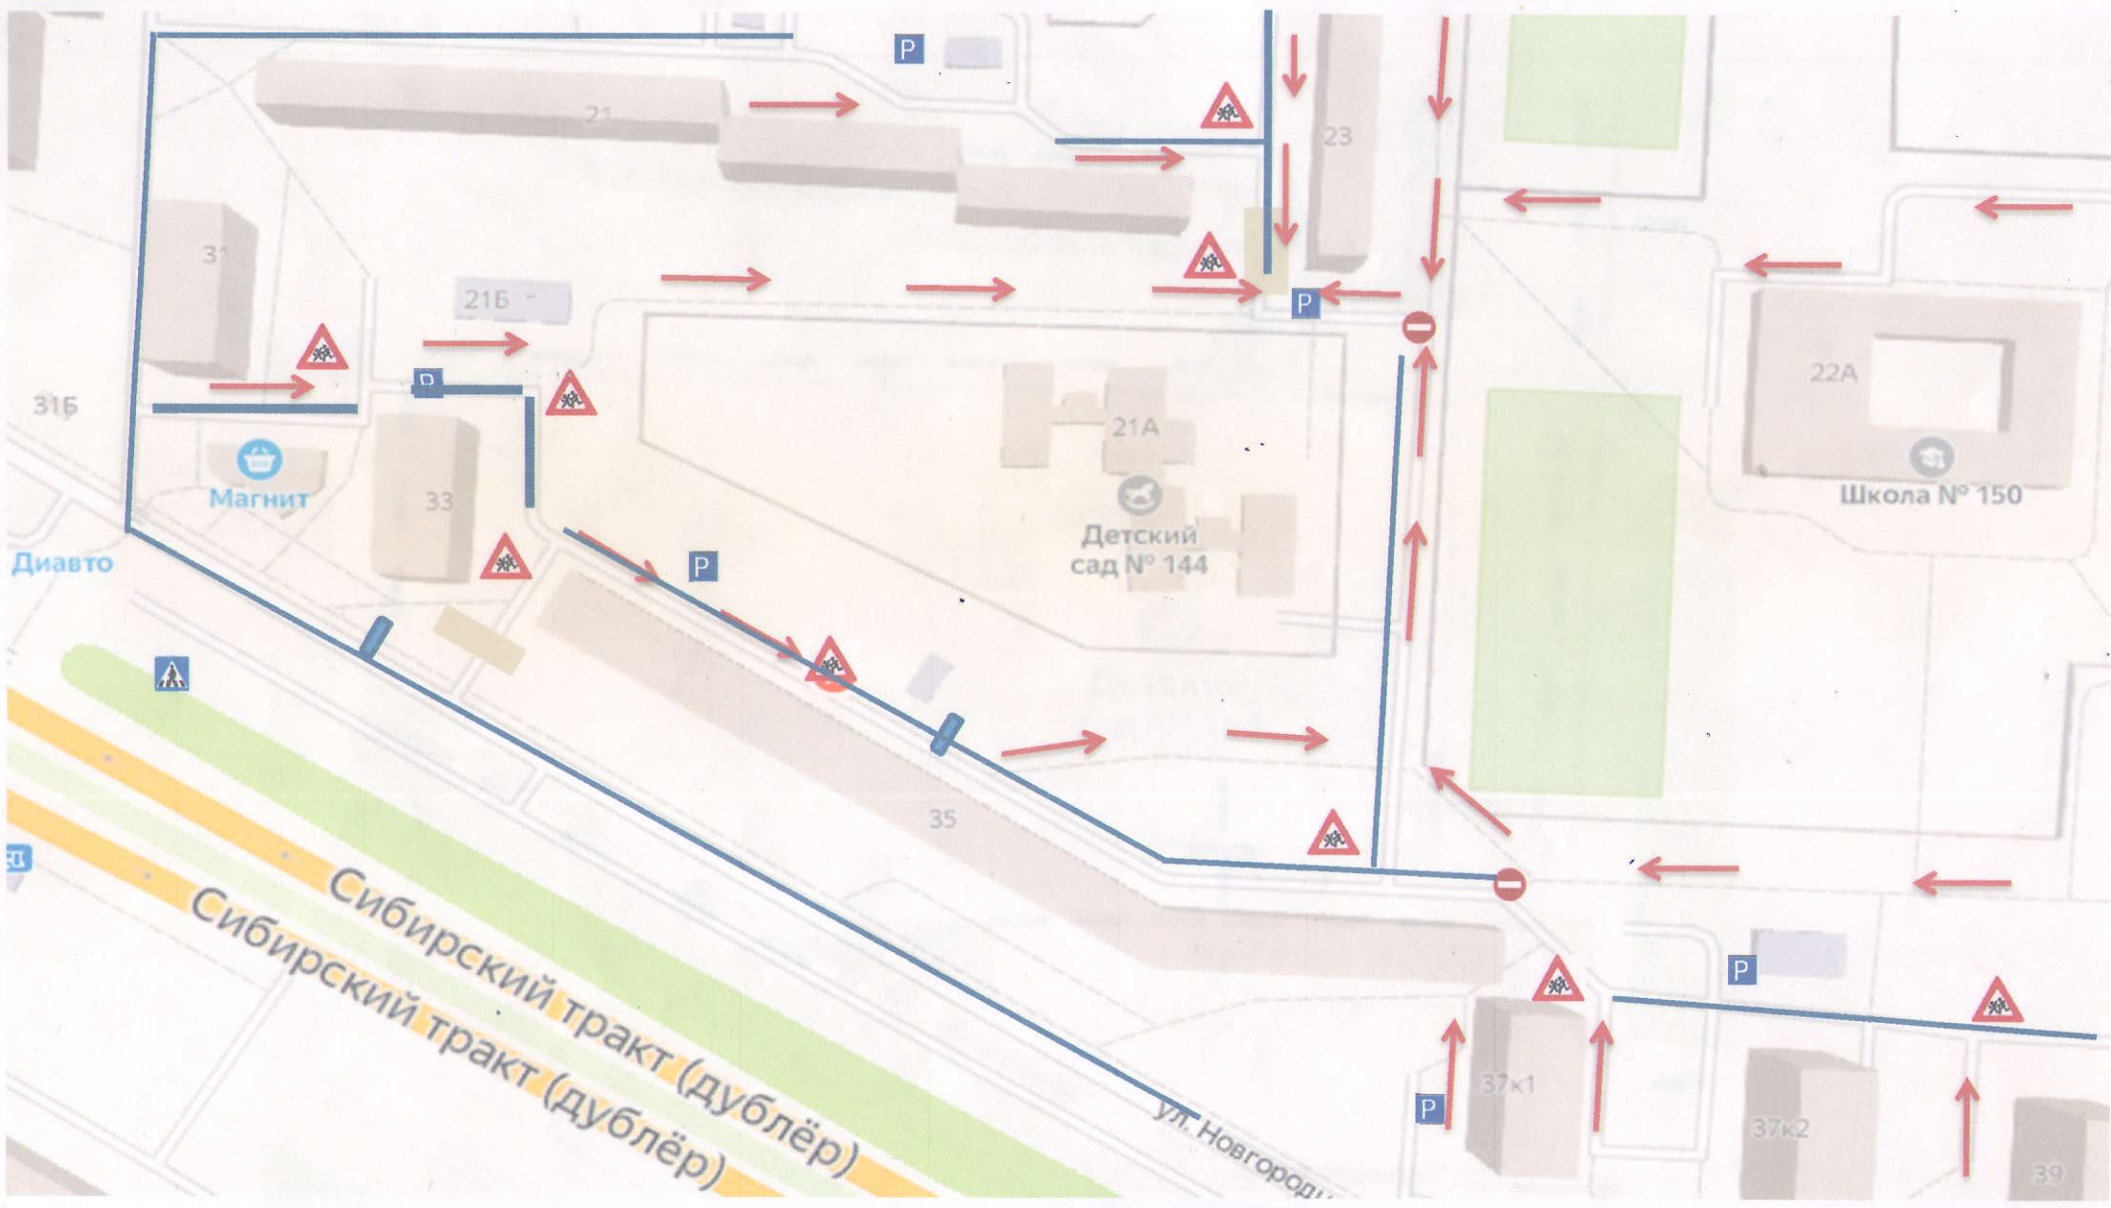 P
21
23
31
21Б
P
22А
31Б
P
21А
Школа № 150
Магнит
33
Детский
сад № 144
Диавто
P
35
Сибирский тракт (дублёр)
Сибирский тракт (дублёр)
P
37к1
P
37к2
ул. Новгородц
39